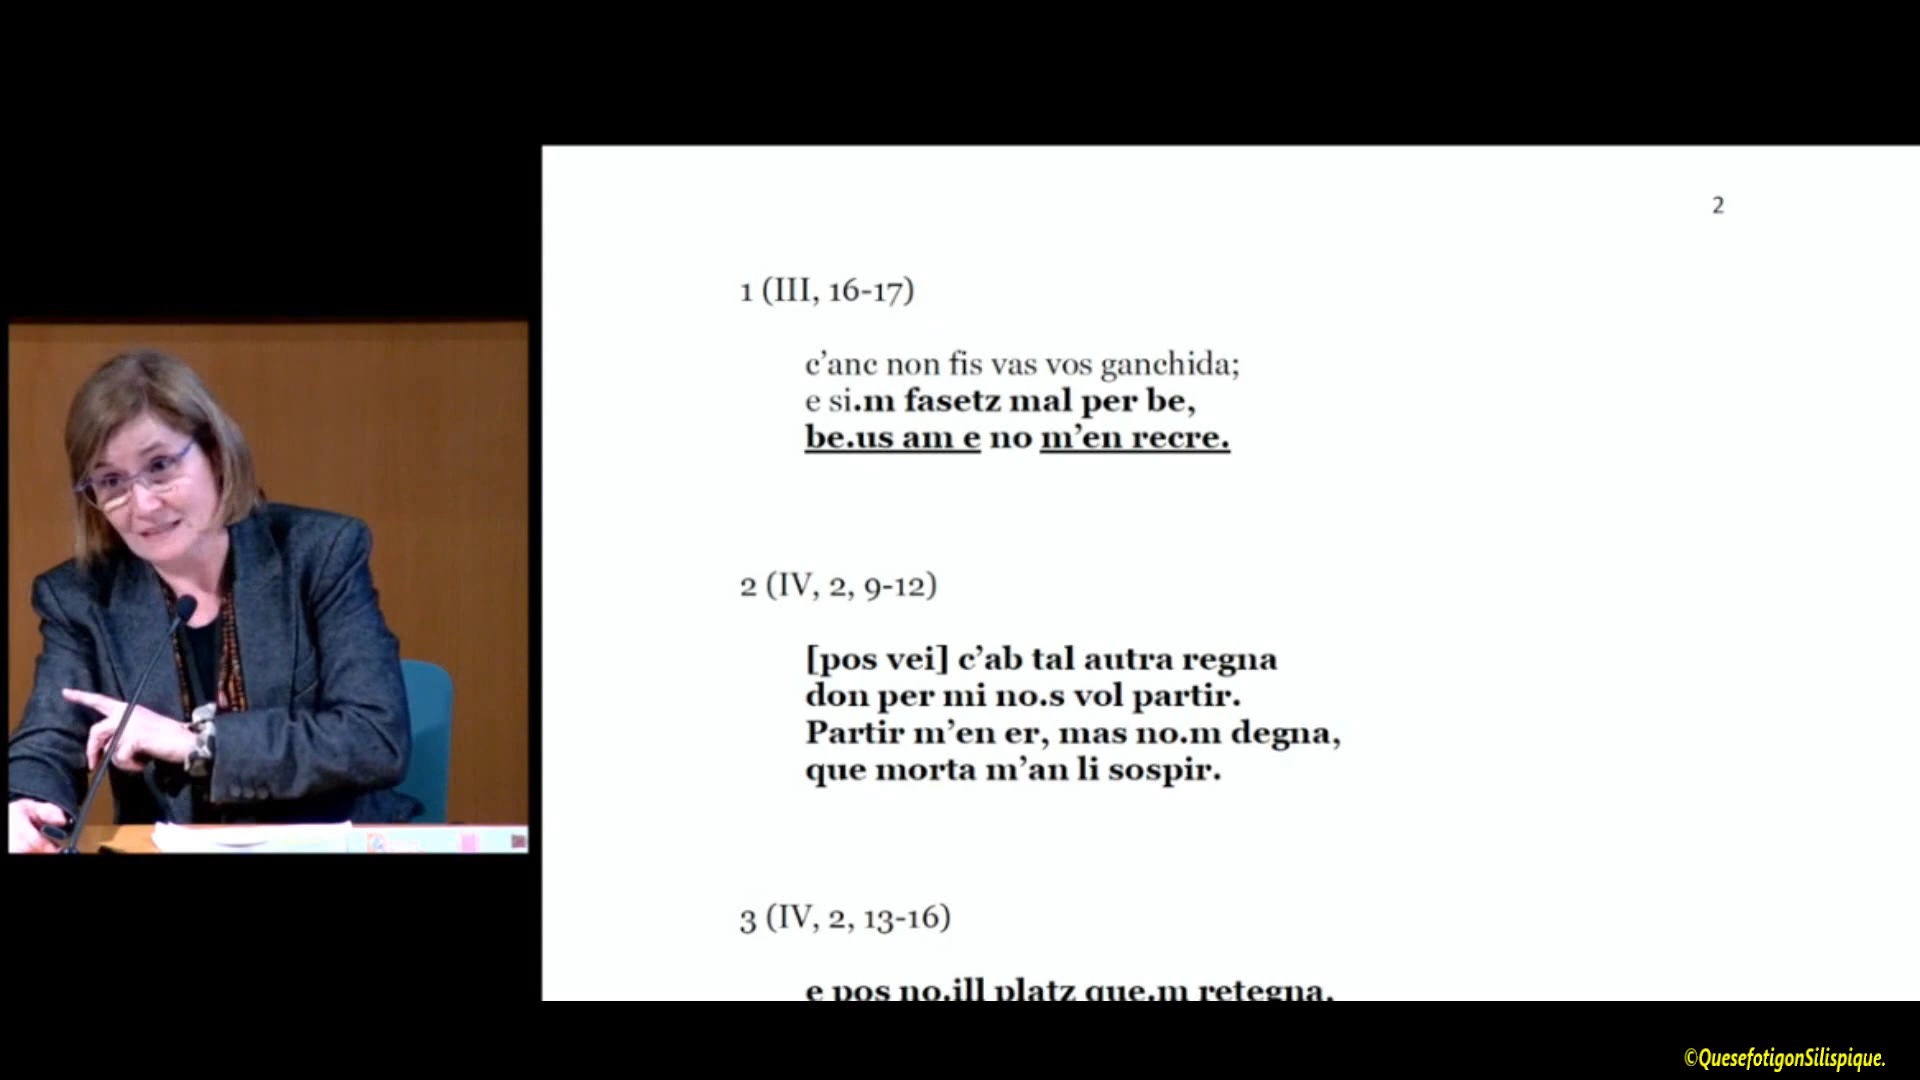 2
1 (III, 16-17)
c’anc non fis vas vos ganchida;
e si.m fasetz mal per be,
be.us am e no m’en recre.
2 (IV, 2, 9-12)
[pos vei] c’ab tal autra regna
don per mi no.s vol partir.
Partir m’en er, mas no.m degna,
que morta m’an li sospir.
3 (IV, 2, 13-16)
e pos no.ill platz que.m retegna,
©QuesefotigonSilispique.